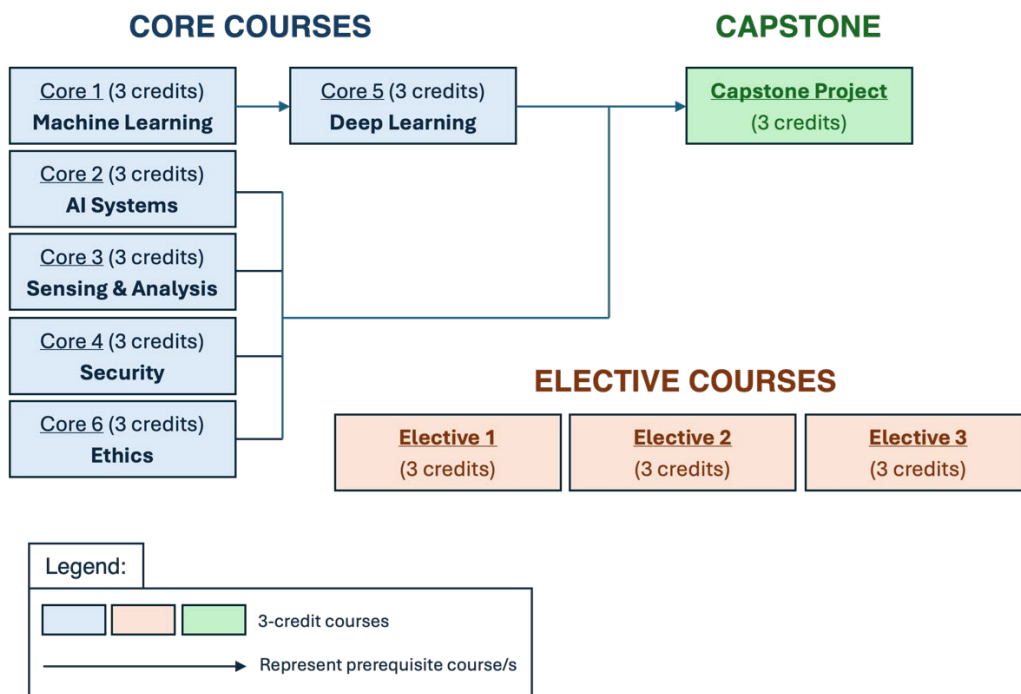 CORE COURSES
CAPSTONE
Core 1 (3 credits)
Machine Learning
Core 5 (3 credits)
Deep Learning
Capstone Project
(3 credits)
Core 2 (3 credits)
AI Systems
Core 3 (3 credits)
Sensing & Analysis
Core 4 (3 credits)
Security
Core 6 (3 credits)
Ethics
ELECTIVE COURSES
Elective 1
(3 credits)
Elective 2
(3 credits)
Elective 3
(3 credits)
Legend:
3-credit courses
Represent prerequisite course/s